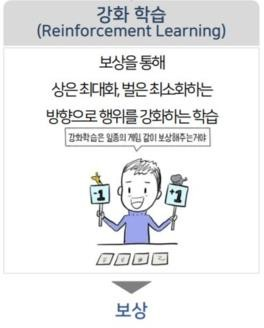 강화 학습
(Reinforcement Learning)
보상을 통해
상은 최대화, 벌은 최소화하는
방향으로 행위를 강화하는 학습
강화학습은 일종의 게임 같이 보상해주는거야
-1
+1
보상